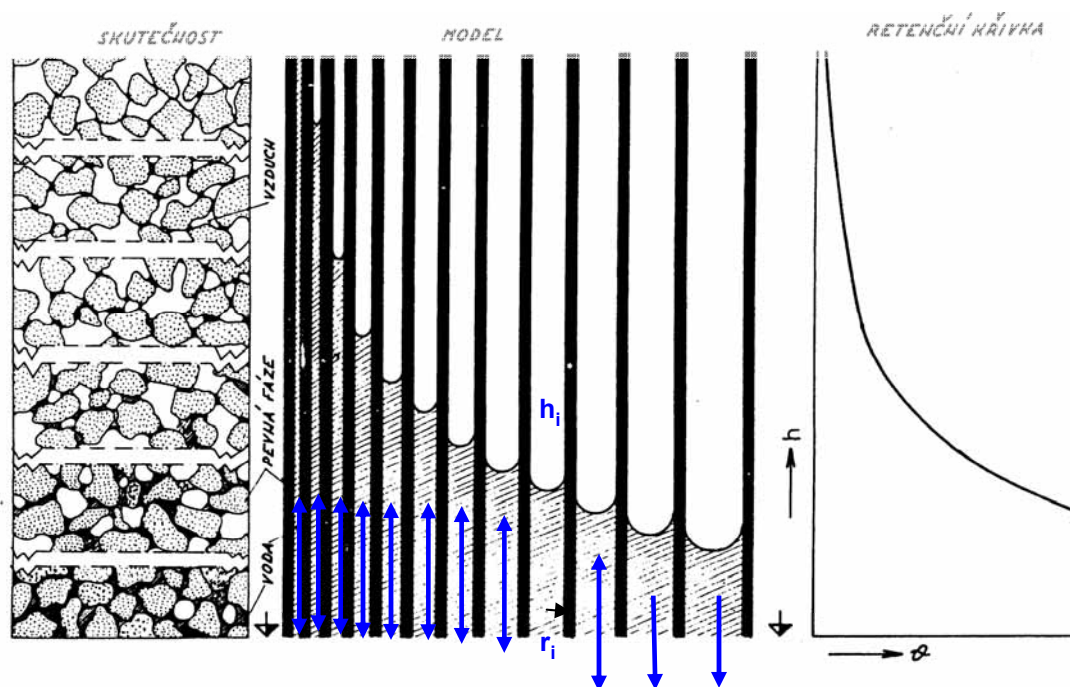 SKUTEČNOST
MODEL
RETENČNÍ KŘIVKA
VZDUCH
PEVNÁ FÁZE
VODA
hᵢ
rᵢ
h
θ